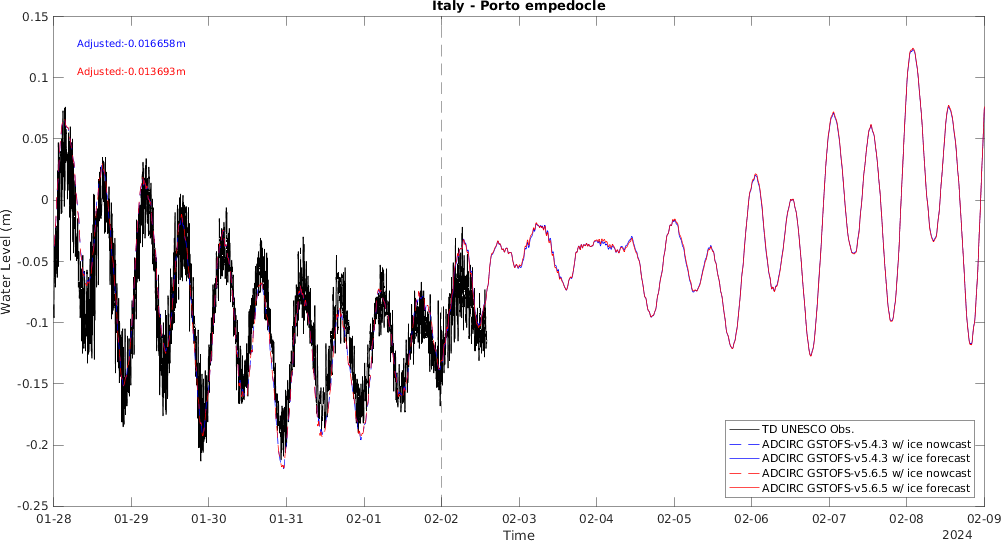 Italy - Porto empedocle
Adjusted:-0.016658m
Adjusted:-0.013693m
Water Level (m)
0.15
0.1
0.05
0
-0.05
-0.1
-0.15
-0.2
-0.25
TD UNESCO Obs.
ADCIRC GSTOFS-v5.4.3 w/ ice nowcast
ADCIRC GSTOFS-v5.4.3 w/ ice forecast
ADCIRC GSTOFS-v5.6.5 w/ ice nowcast
ADCIRC GSTOFS-v5.6.5 w/ ice forecast
01-28 01-29 01-30 01-31 02-01 02-02 02-03 02-04 02-05 02-06 02-07 02-08 02-09
Time
2024